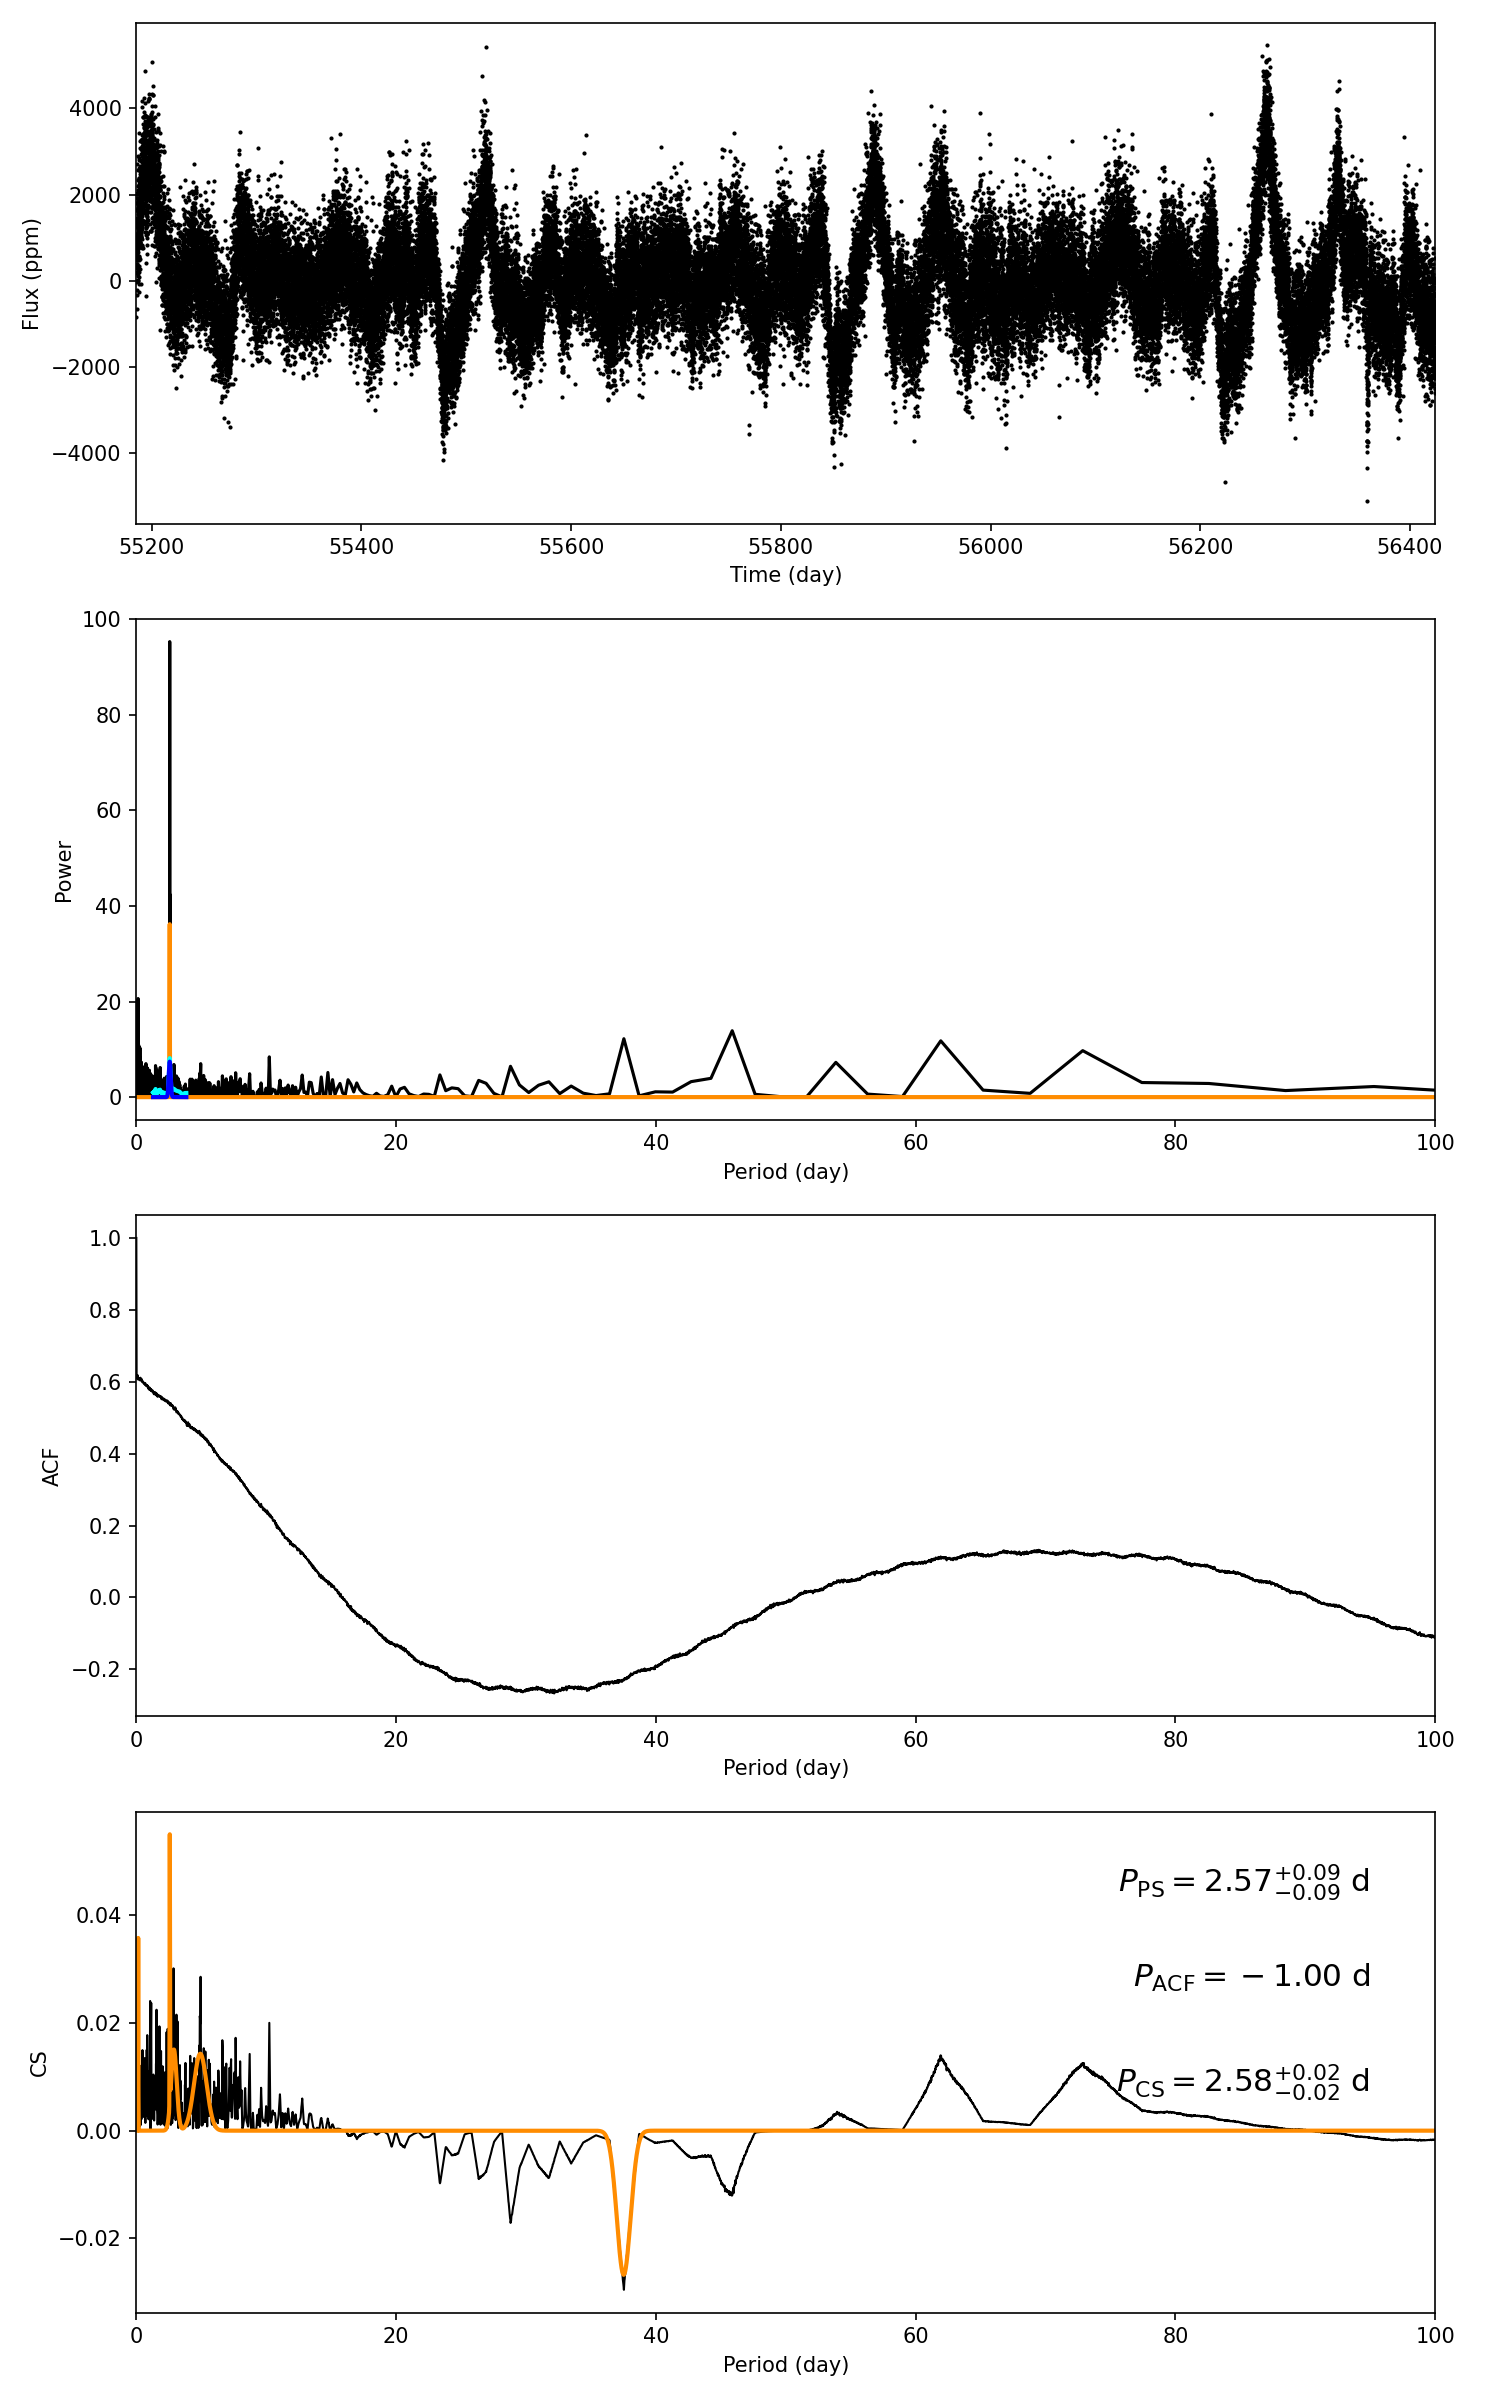 4000
2000
0
−2000
−4000
Flux (ppm)
55200 55400 55600 55800 56000 56200 56400
Time (day)
100
80
60
40
20
0
Power
0 20 40 60 80 100
Period (day)
1.0
0.8
0.6
0.4
0.2
0.0
−0.2
ACF
0 20 40 60 80 100
Period (day)
0.04
0.02
0.00
−0.02
CS
P_PS = 2.57^{+0.09}_{−0.09} d
P_ACF = −1.00 d
P_CS = 2.58^{+0.02}_{−0.02} d
0 20 40 60 80 100
Period (day)